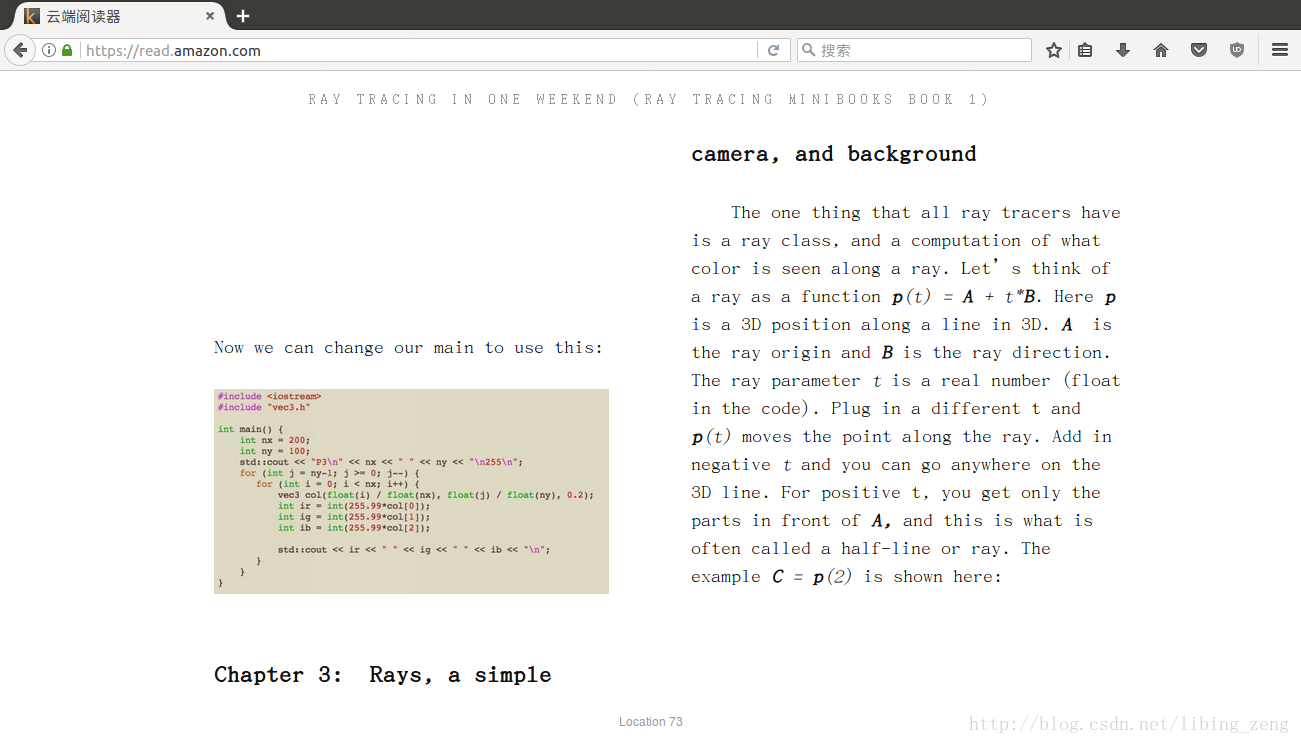 云端阅读器
https://read.amazon.com
搜索
RAY TRACING IN ONE WEEKEND (RAY TRACING MINIBOOKS BOOK 1)
Now we can change our main to use this:
#include <iostream>
#include "vec3.h"
int main() {
    int nx = 200;
    int ny = 100;
    std::cout << "P3\n" << nx << " " << ny << "\n255\n";
    for (int j = ny-1; j >= 0; j--) {
        for (int i = 0; i < nx; i++) {
            vec3 col(float(i) / float(nx), float(j) / float(ny), 0.2);
            int ir = int(255.99*col[0]);
            int ig = int(255.99*col[1]);
            int ib = int(255.99*col[2]);
            std::cout << ir << " " << ig << " " << ib << "\n";
        }
    }
}
Chapter 3:  Rays, a simple
camera, and background
The one thing that all ray tracers have
is a ray class, and a computation of what
color is seen along a ray. Let's think of
a ray as a function p(t) = A + t*B. Here p
is a 3D position along a line in 3D. A is
the ray origin and B is the ray direction.
The ray parameter t is a real number (float
in the code). Plug in a different t and
p(t) moves the point along the ray. Add in
negative t and you can go anywhere on the
3D line. For positive t, you get only the
parts in front of A, and this is what is
often called a half-line or ray. The
example C = p(2) is shown here:
Location 73
http://blog.csdn.net/libing_zeng